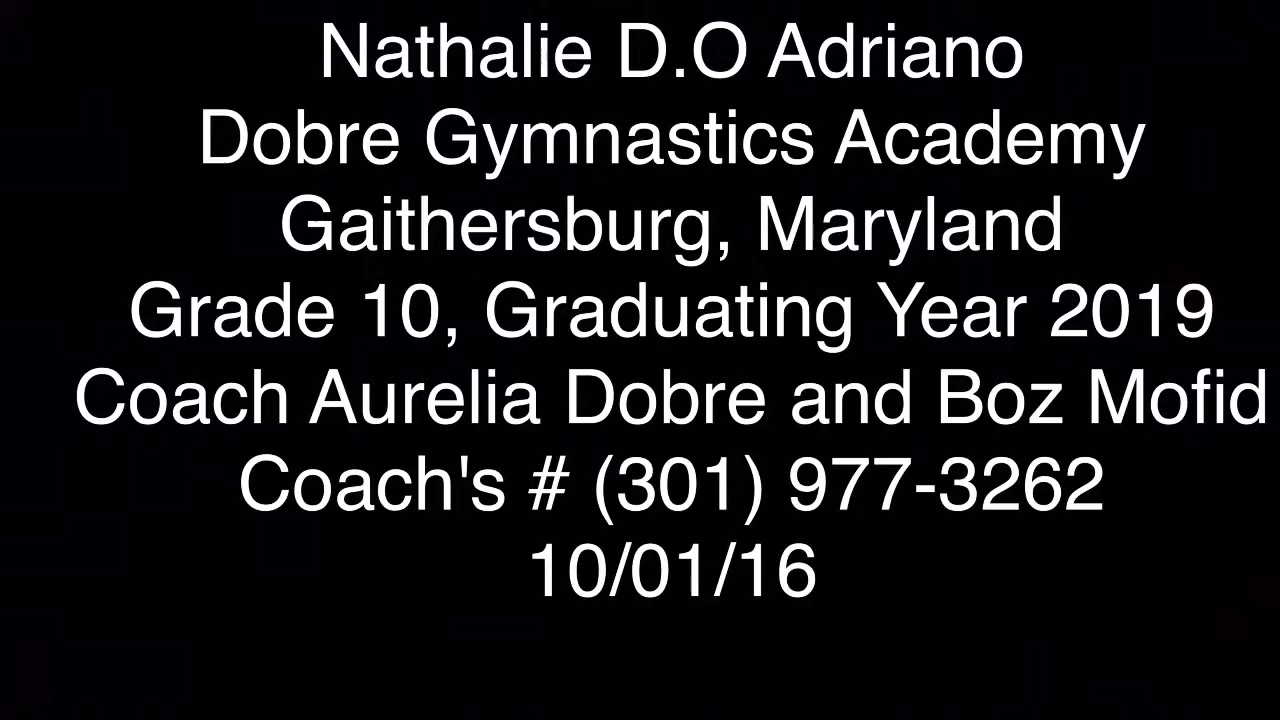 Nathalie D.O Adriano
Dobre Gymnastics Academy
Gaithersburg, Maryland
Grade 10, Graduating Year 2019
Coach Aurelia Dobre and Boz Mofid
Coach's # (301) 977-3262
10/01/16